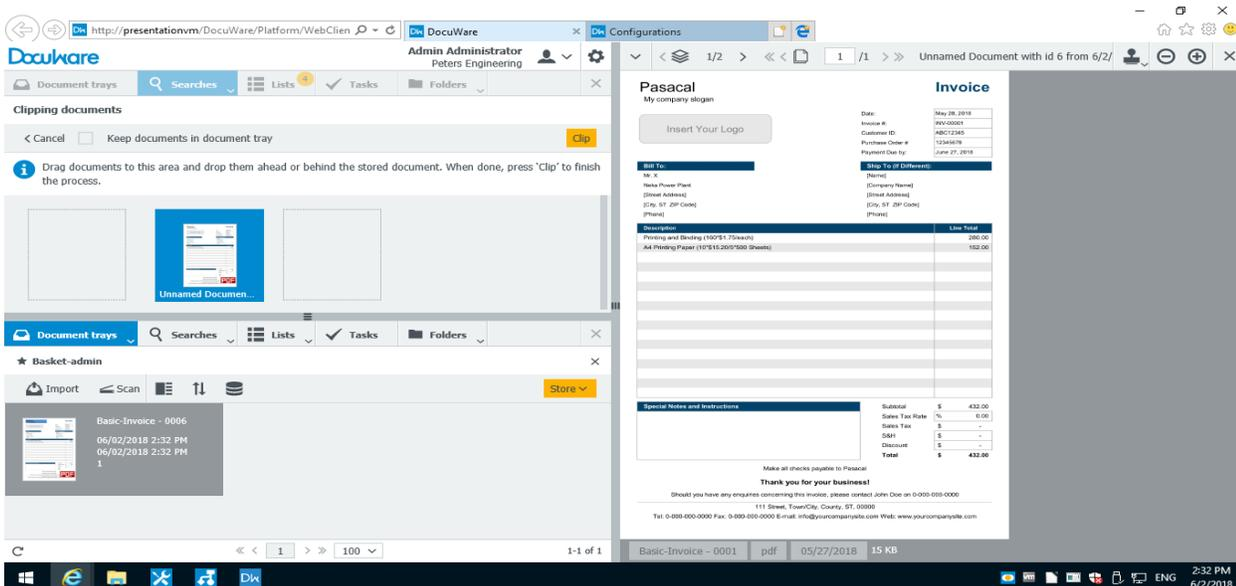 http://presentationvm/DocuWare/Platform/WebClien
DocuWare
Configurations
DocuWare
Admin Administrator
Peters Engineering
Document trays
Searches
Lists
4
Tasks
Folders
Clipping documents
< Cancel
Keep documents in document tray
Clip
Drag documents to this area and drop them ahead or behind the stored document. When done, press 'Clip' to finish
the process.
PDF
Unnamed Documen...
Document trays
Searches
Lists
Tasks
Folders
Basket-admin
Import
Scan
Store
Basic-Invoice - 0006
06/02/2018 2:32 PM
06/02/2018 2:32 PM
1
PDF
1
100
1-1 of 1
1/2
1 /1
Unnamed Document with id 6 from 6/2/
Pasacal
Invoice
My company slogan
Insert Your Logo
Date: May 28, 2018
Invoice #: INV-00001
Customer ID: ABC12345
Purchase Order # 12345678
Payment Due by: June 27, 2018
Bill To:
Mr. X
Neka Power Plant
[Street Address]
[City, ST ZIP Code]
[Phone]
Ship To (If Different):
[Name]
[Company Name]
[Street Address]
[City, ST ZIP Code]
[Phone]
Description Line Total
Printing and Binding (160*$1.75/each) 280.00
A4 Printing Paper (10*$15.20/5*500 Sheets) 152.00
Special Notes and Instructions
Subtotal $ 432.00
Sales Tax Rate % 0.00
Sales Tax $ -
S&H $ -
Discount $ -
Total $ 432.00
Make all checks payable to Pasacal
Thank you for your business!
Should you have any enquiries concerning this invoice, please contact John Doe on 0-000-000-0000
111 Street, Town/City, County, ST, 00000
Tel: 0-000-000-0000 Fax: 0-000-000-0000 E-mail: info@yourcompanysite.com Web: www.yourcompanysite.com
Basic-Invoice - 0001
pdf
05/27/2018
15 KB
ENG
2:32 PM
6/2/2018